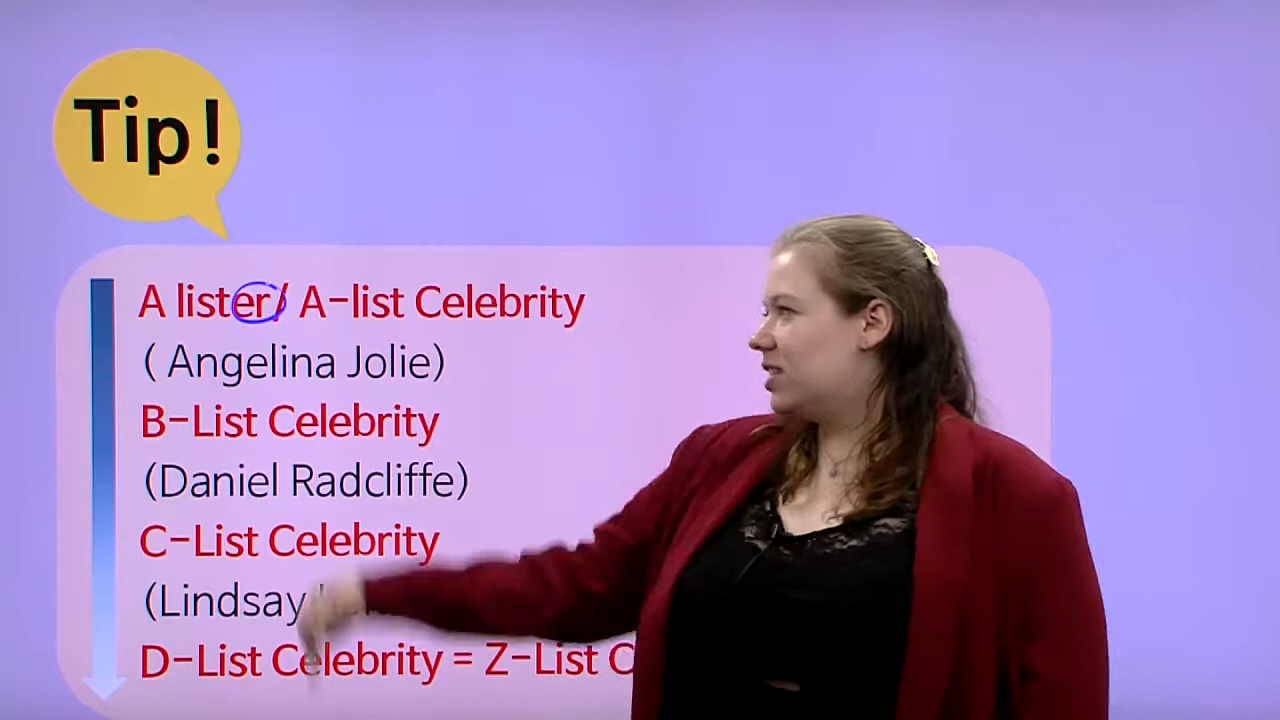 Tip!
A lister/ A-list Celebrity
( Angelina Jolie)
B-List Celebrity
(Daniel Radcliffe)
C-List Celebrity
(Lindsay
D-List Celebrity = Z-List